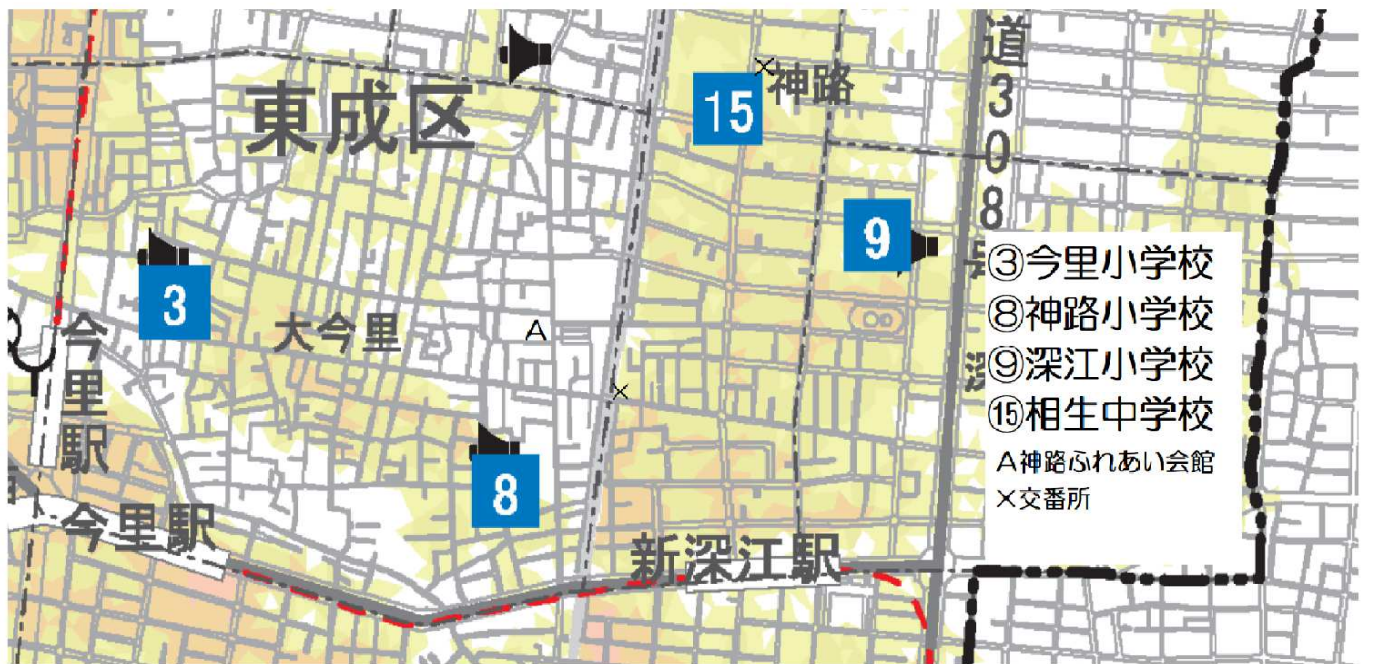 東成区
15
神路
道308号
9
3
大今里
A
8
今里駅
今里駅
新深江駅
③今里小学校
⑧神路小学校
⑨深江小学校
⑮相生中学校
A神路ふれあい会館
×交番所